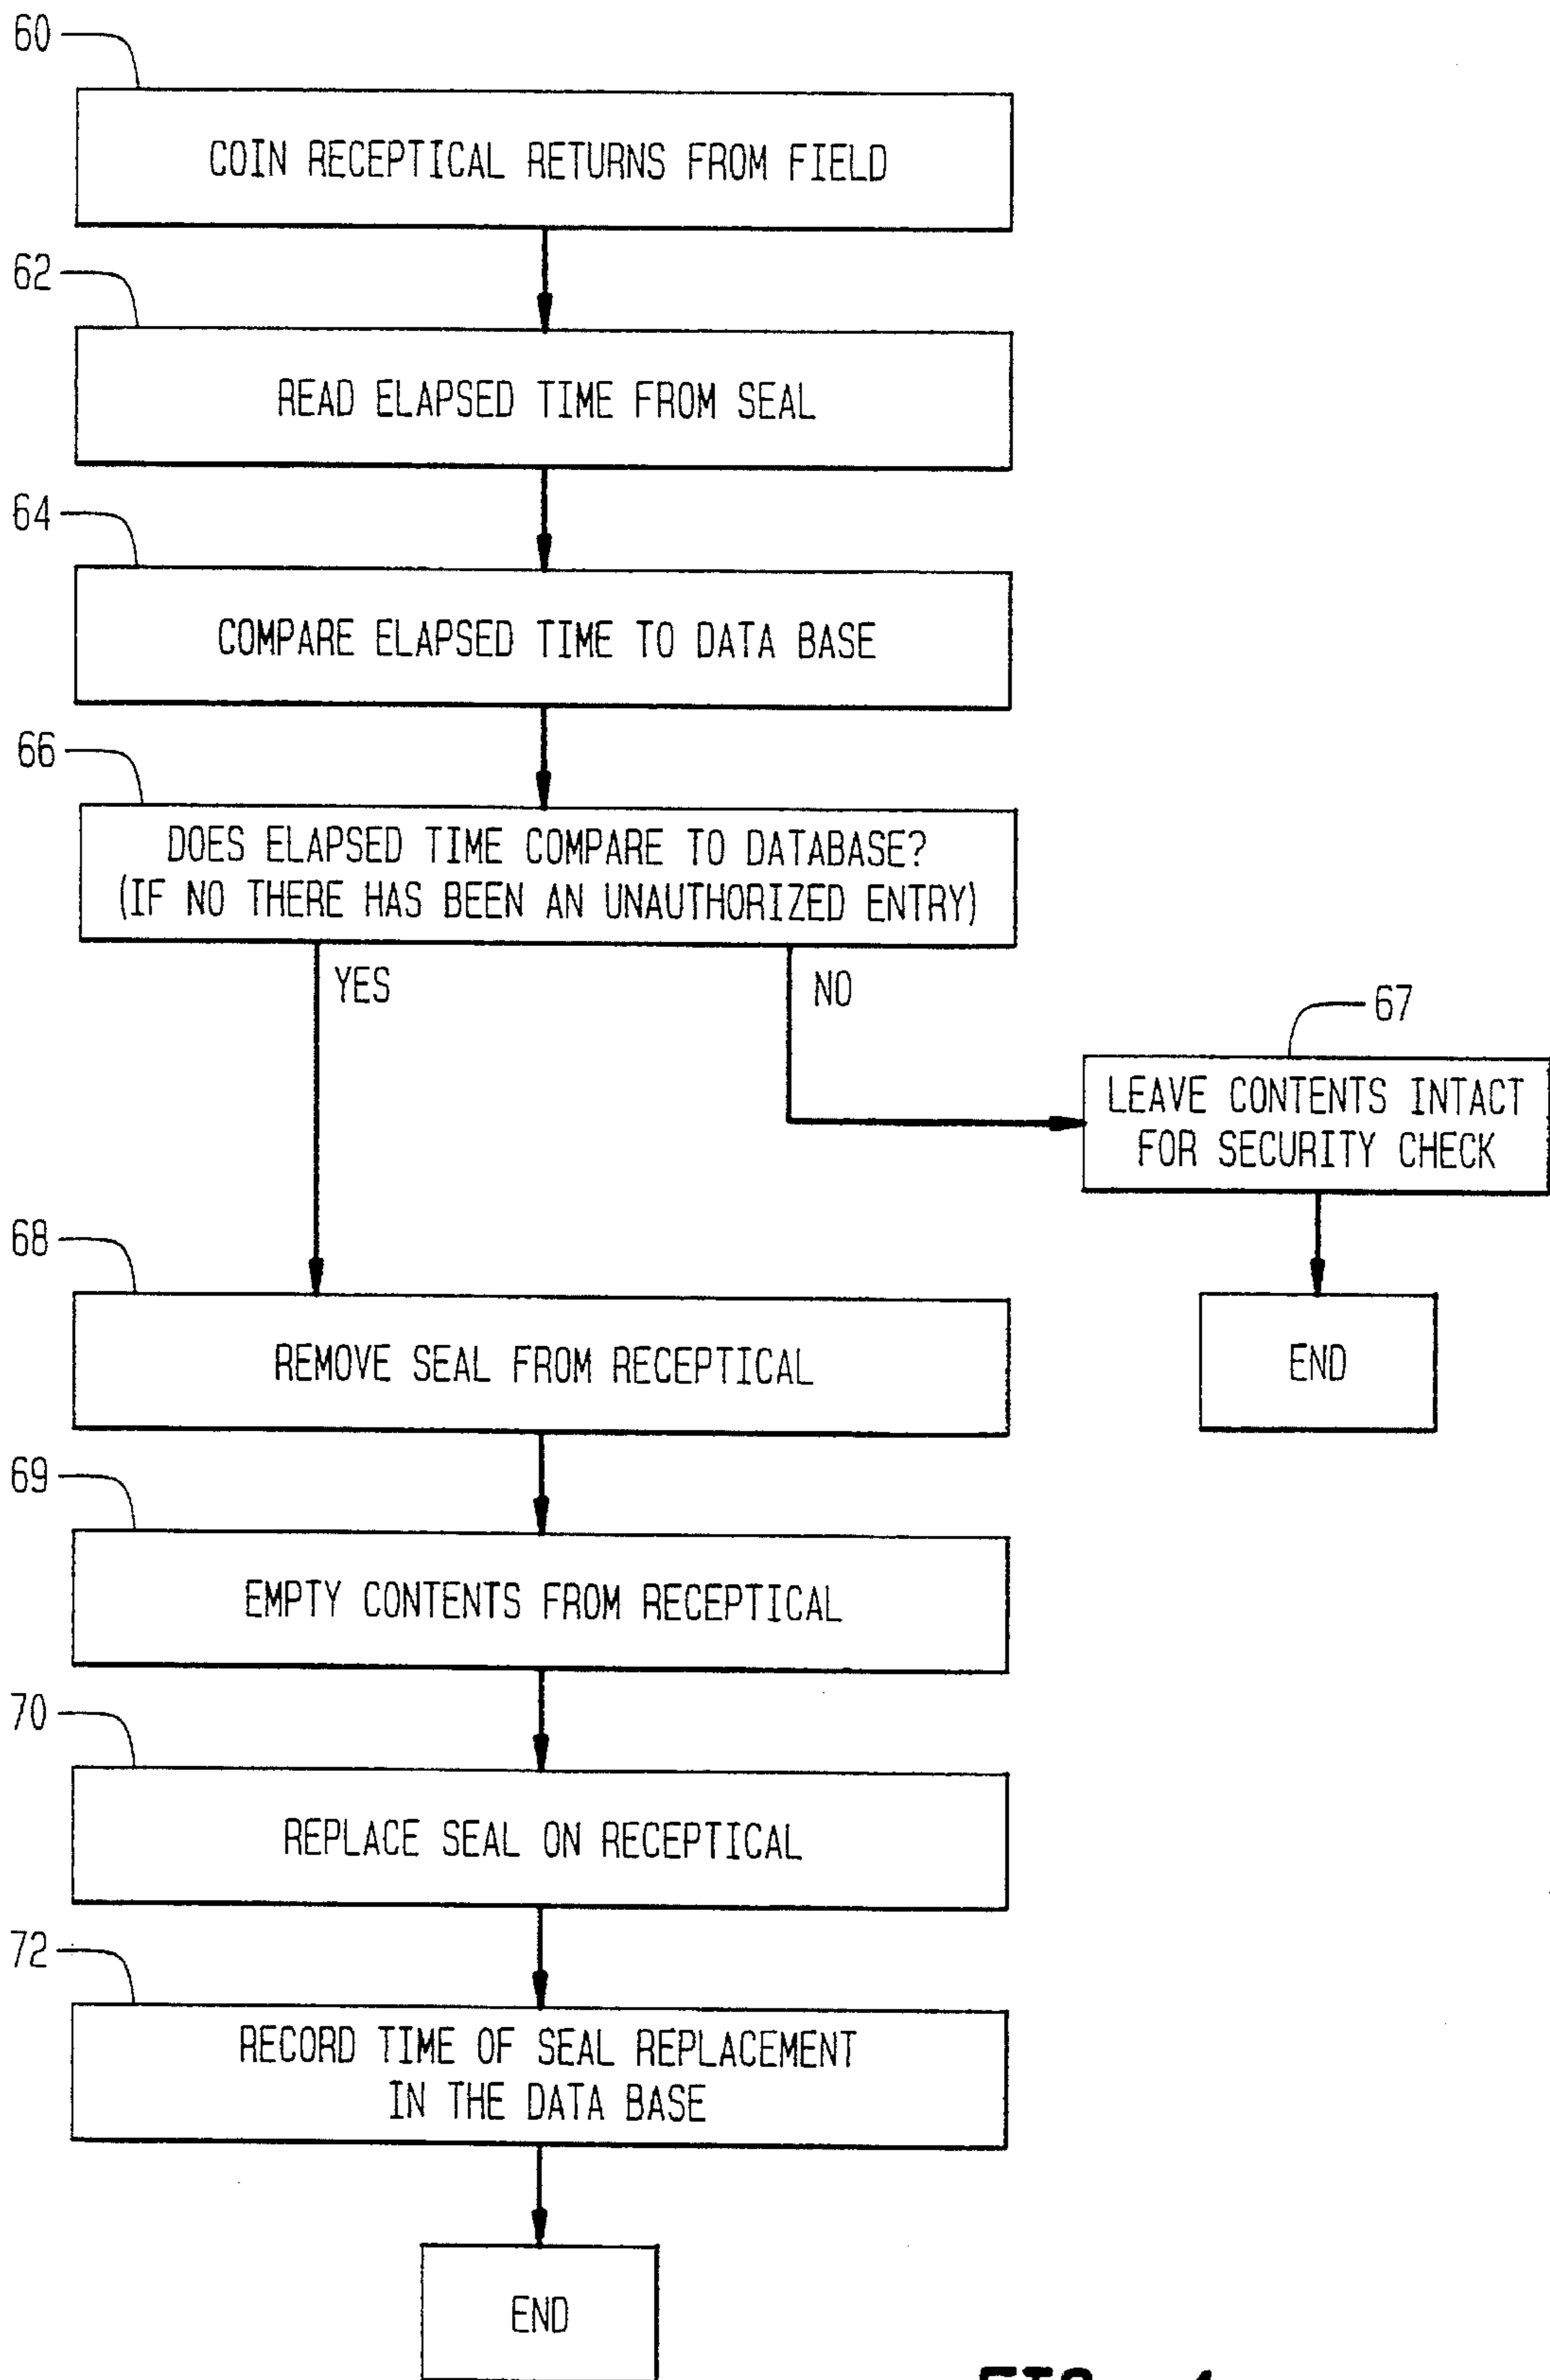 60
COIN RECEPTICAL RETURNS FROM FIELD
62
READ ELAPSED TIME FROM SEAL
64
COMPARE ELAPSED TIME TO DATA BASE
66
DOES ELAPSED TIME COMPARE TO DATABASE?
(IF NO THERE HAS BEEN AN UNAUTHORIZED ENTRY)
YES
NO
67
LEAVE CONTENTS INTACT
FOR SECURITY CHECK
END
68
REMOVE SEAL FROM RECEPTICAL
69
EMPTY CONTENTS FROM RECEPTICAL
70
REPLACE SEAL ON RECEPTICAL
72
RECORD TIME OF SEAL REPLACEMENT
IN THE DATA BASE
END